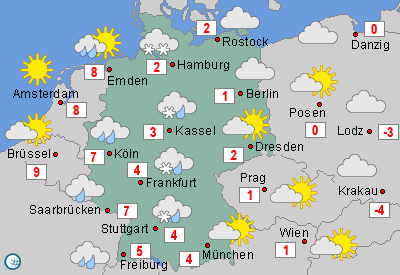 2
Rostock
0
Danzig
8
Emden
2
Hamburg
Amsterdam
8
1
Berlin
Posen
0
3
Kassel
Lodz
-3
Brüssel
9
7
Köln
2
Dresden
4
Frankfurt
Prag
1
Krakau
-4
Saarbrücken
7
Stuttgart
4
Wien
1
5
Freiburg
4
München